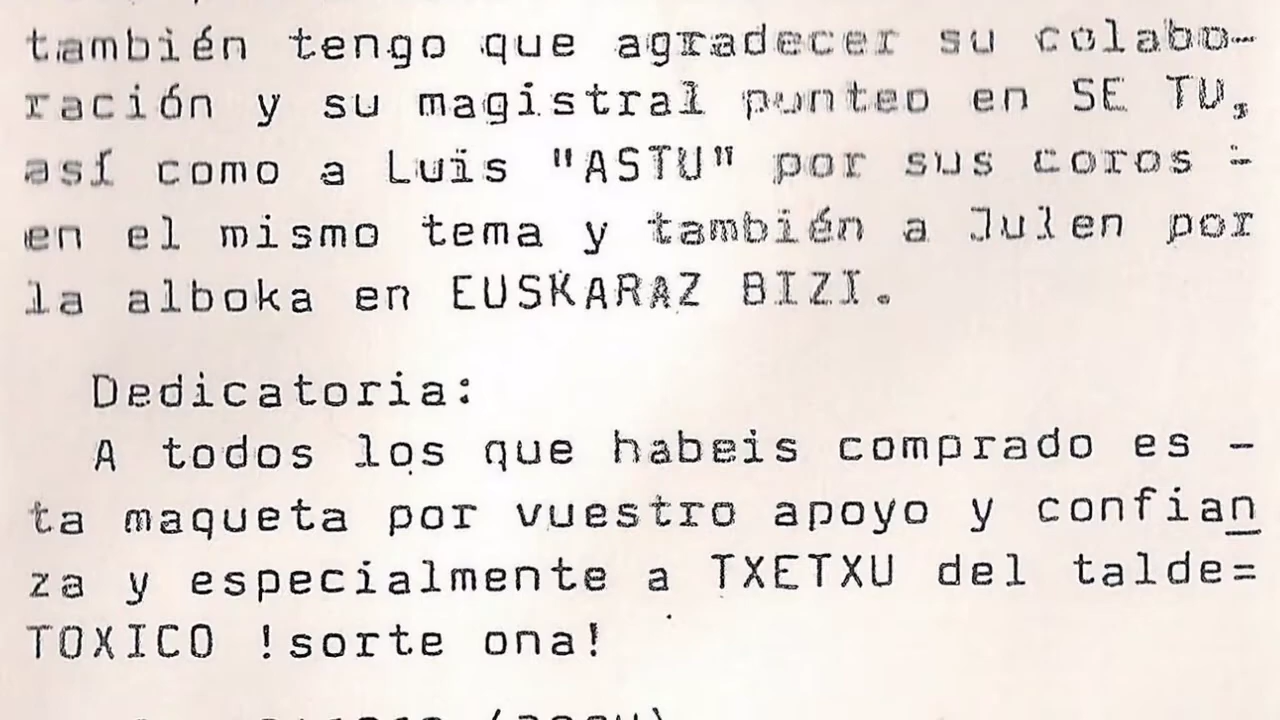 también tengo que agradecer su colabo-
ración y su magistral punteo en SE TU,
así como a Luis "ASTU" por sus coros -
en el mismo tema y también a Julen por
la alboka en EUSKARAZ BIZI.
Dedicatoria:
A todos los que habeis comprado es -
ta maqueta por vuestro apoyo y confian
za y especialmente a TXETXU del talde=
TOXICO !sorte ona!